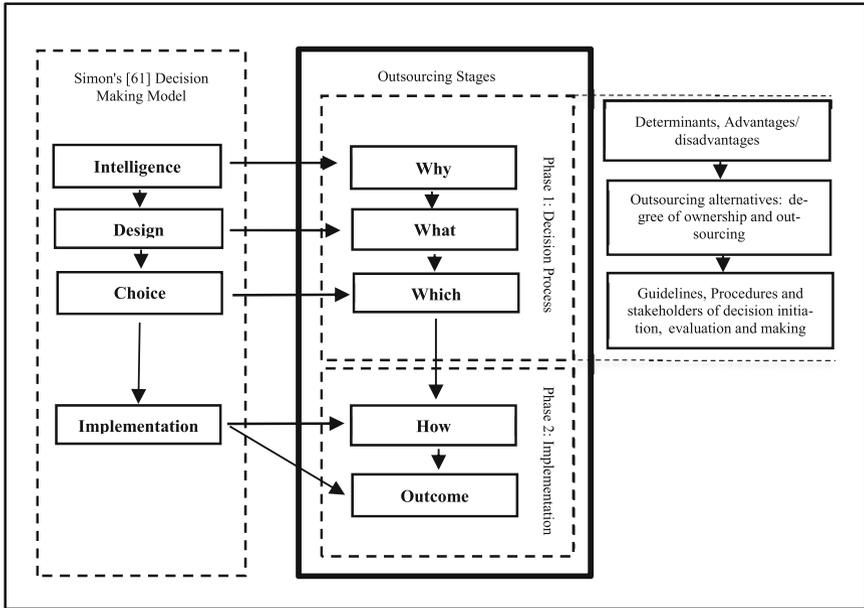 Simon's [61] Decision
Making Model
Intelligence
Design
Choice
Implementation
Outsourcing Stages
Phase 1: Decision Process
Why
What
Which
Phase 2: Implementation
How
Outcome
Determinants, Advantages/
disadvantages
Outsourcing alternatives: de-
gree of ownership and out-
sourcing
Guidelines, Procedures and
stakeholders of decision initia-
tion, evaluation and making